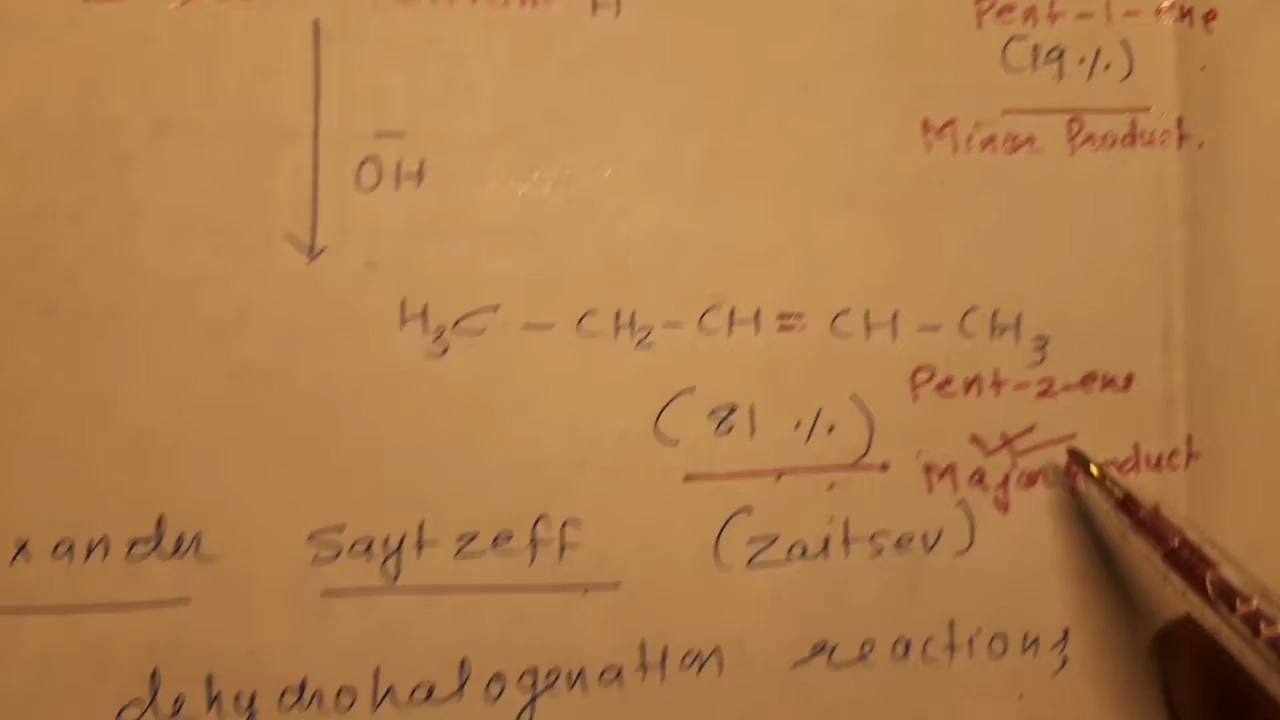 H
Pent-1-ene
(19%)
Minor Product.
OH
H3C - CH2 - CH = CH - CH3
Pent-2-ene
(81 %)
Major Product
xander Saytzeff (Zaitsev)
dehydrohalogenation reactions,